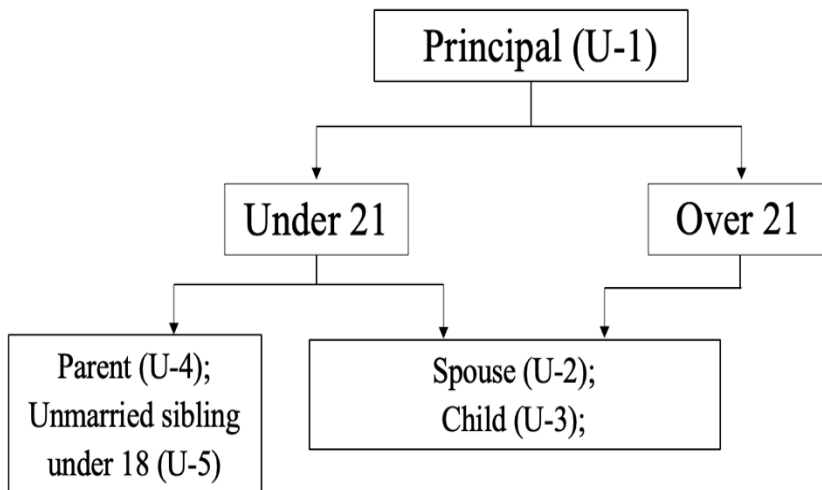 Principal (U-1)
Under 21
Over 21
Parent (U-4);
Unmarried sibling
under 18 (U-5)
Spouse (U-2);
Child (U-3);